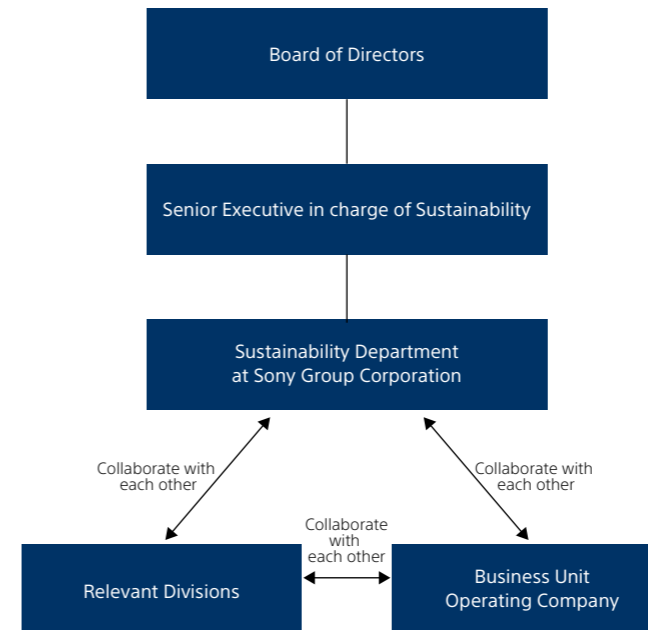 Board of Directors
Senior Executive in charge of Sustainability
Sustainability Department
at Sony Group Corporation
Collaborate with
each other
Collaborate with
each other
Collaborate
with
each other
Relevant Divisions
Business Unit
Operating Company